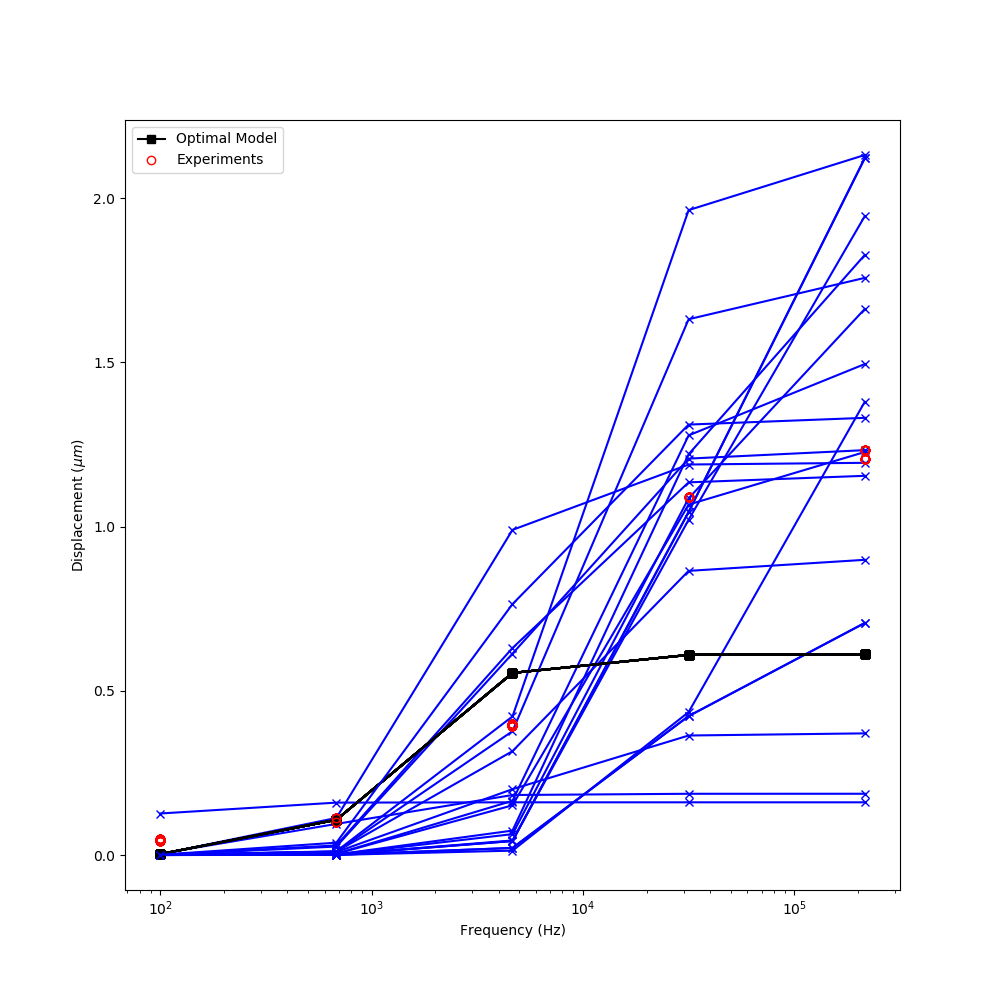 Optimal Model
Experiments
2.0
1.5
1.0
0.5
0.0
Displacement (μm)
10²
10³
10⁴
10⁵
Frequency (Hz)